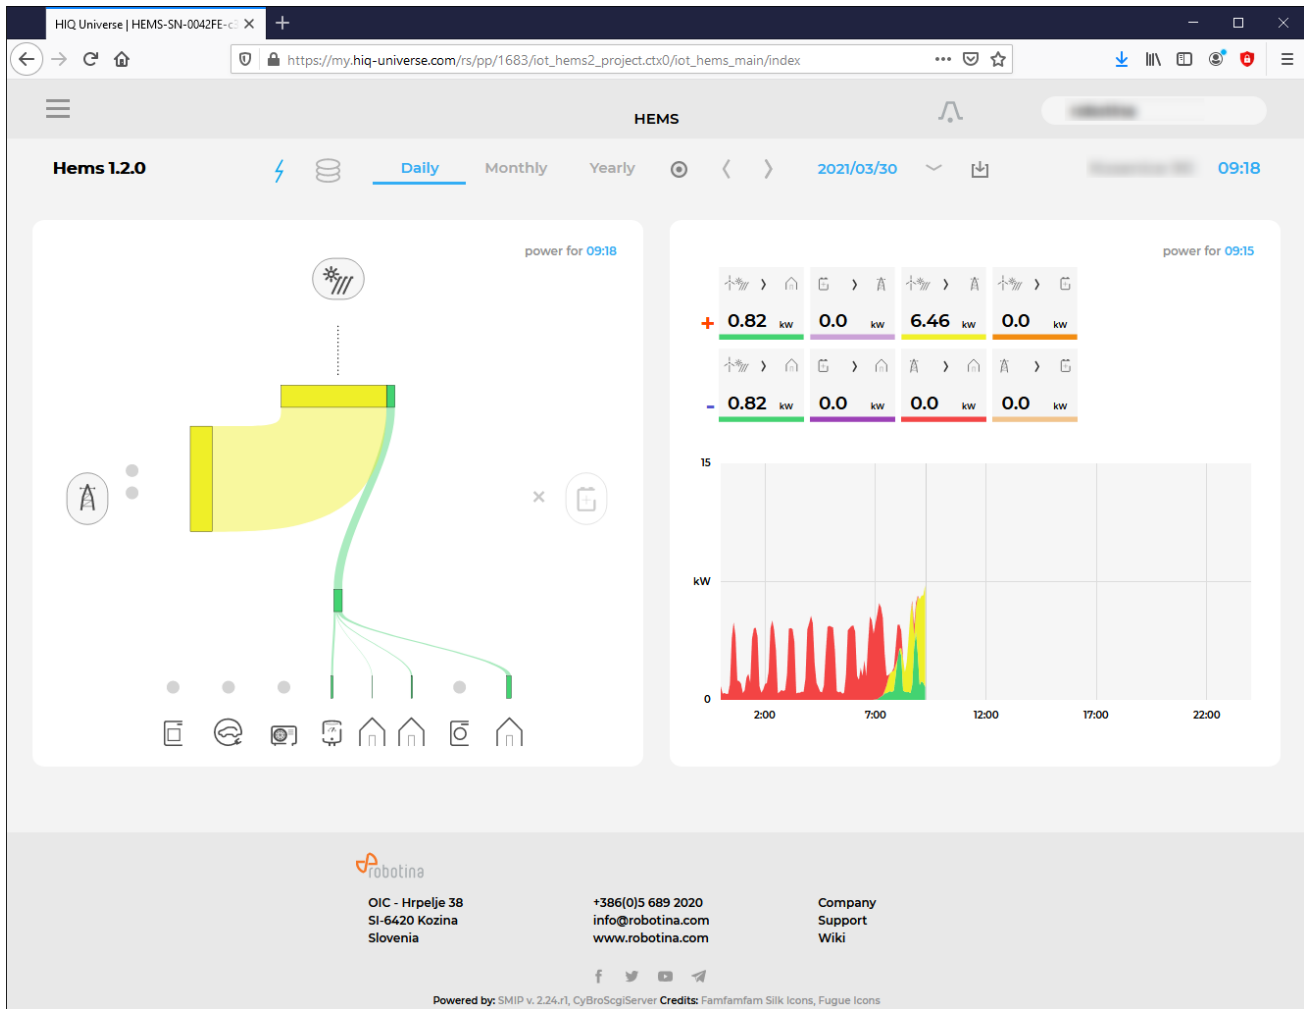 HIQ Universe | HEMS-SN-0042FE-c3
https://my.hiq-universe.com/rs/pp/1683/iot_hems2_project.ctx0/iot_hems_main/index
HEMS
Hems 1.2.0 Daily Monthly Yearly 2021/03/30 09:18
power for 09:18
power for 09:15
+ 0.82 kW 0.0 kW 6.46 kW 0.0 kW
- 0.82 kW 0.0 kW 0.0 kW 0.0 kW
15
kW
0
2:00 7:00 12:00 17:00 22:00
robotina
OIC - Hrpelje 38 +386(0)5 689 2020 Company
SI-6420 Kozina info@robotina.com Support
Slovenia www.robotina.com Wiki
Powered by: SMIP v. 2.24.r1, CyBroScgiServer Credits: Famfamfam Silk Icons, Fugue Icons